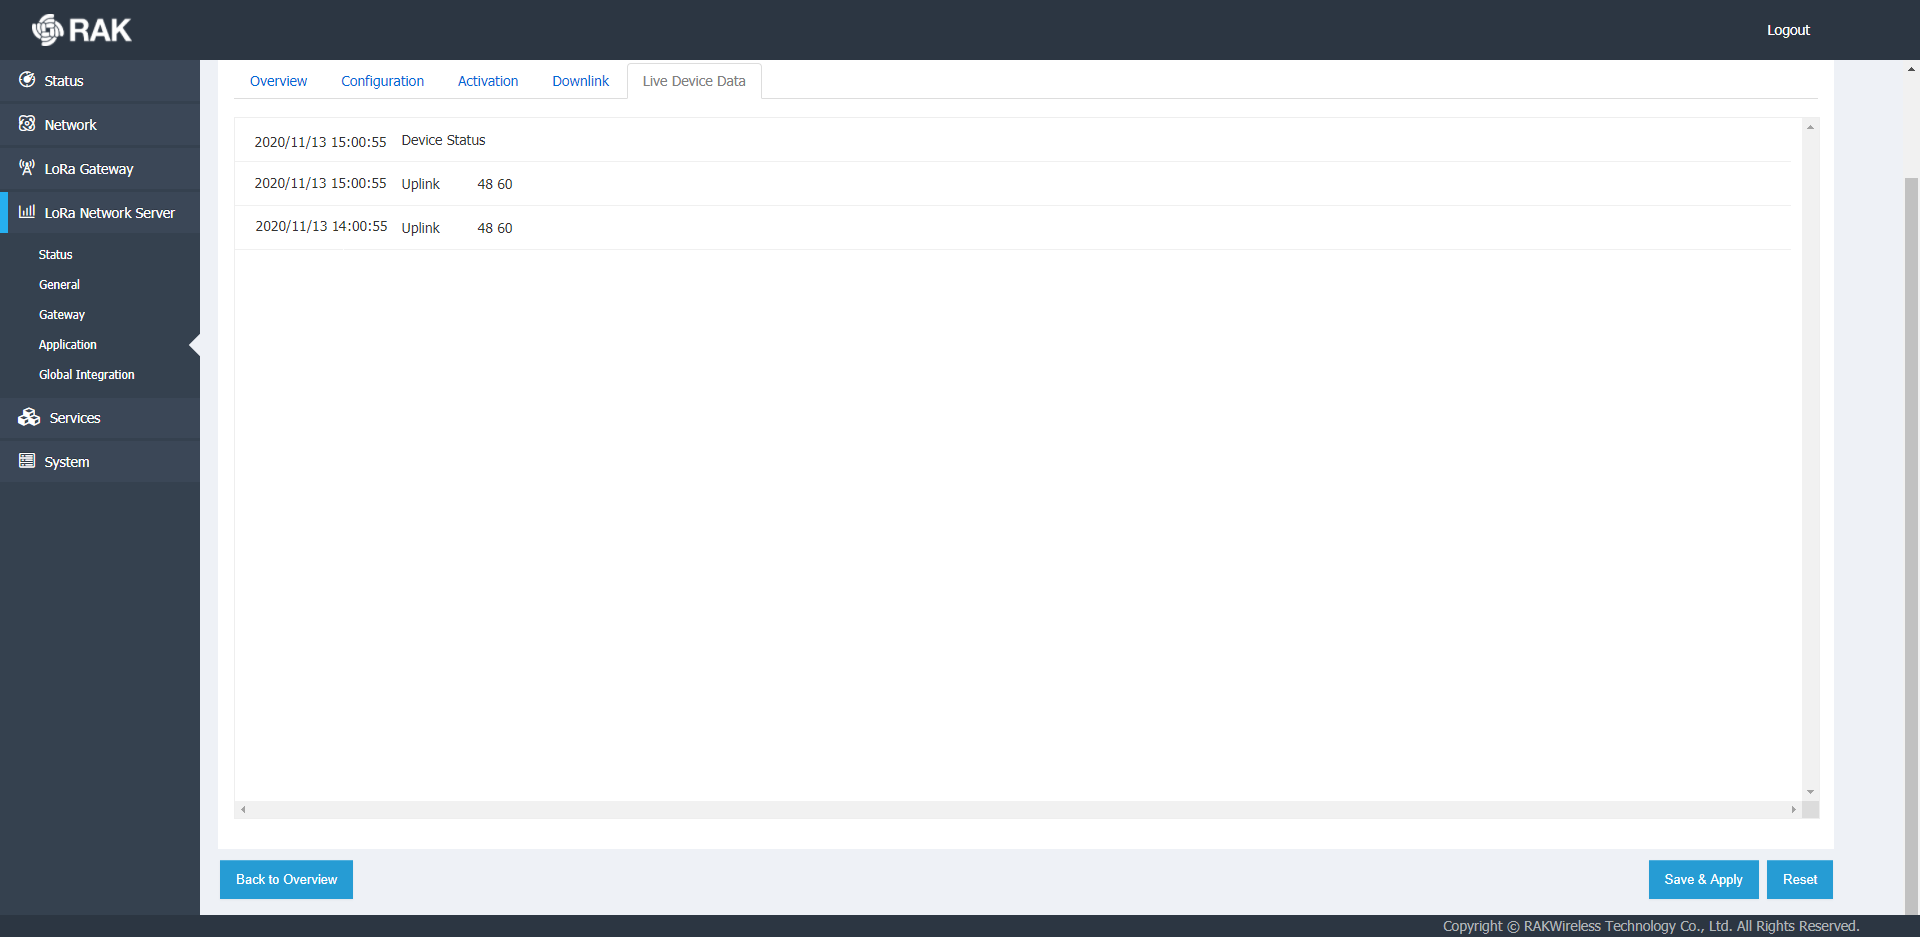 RAK
Logout
Status
Network
LoRa Gateway
LoRa Network Server
Status
General
Gateway
Application
Global Integration
Services
System
Overview Configuration Activation Downlink Live Device Data
2020/11/13 15:00:55 Device Status
2020/11/13 15:00:55 Uplink 48 60
2020/11/13 14:00:55 Uplink 48 60
Back to Overview
Save & Apply Reset
Copyright © RAKWireless Technology Co., Ltd. All Rights Reserved.